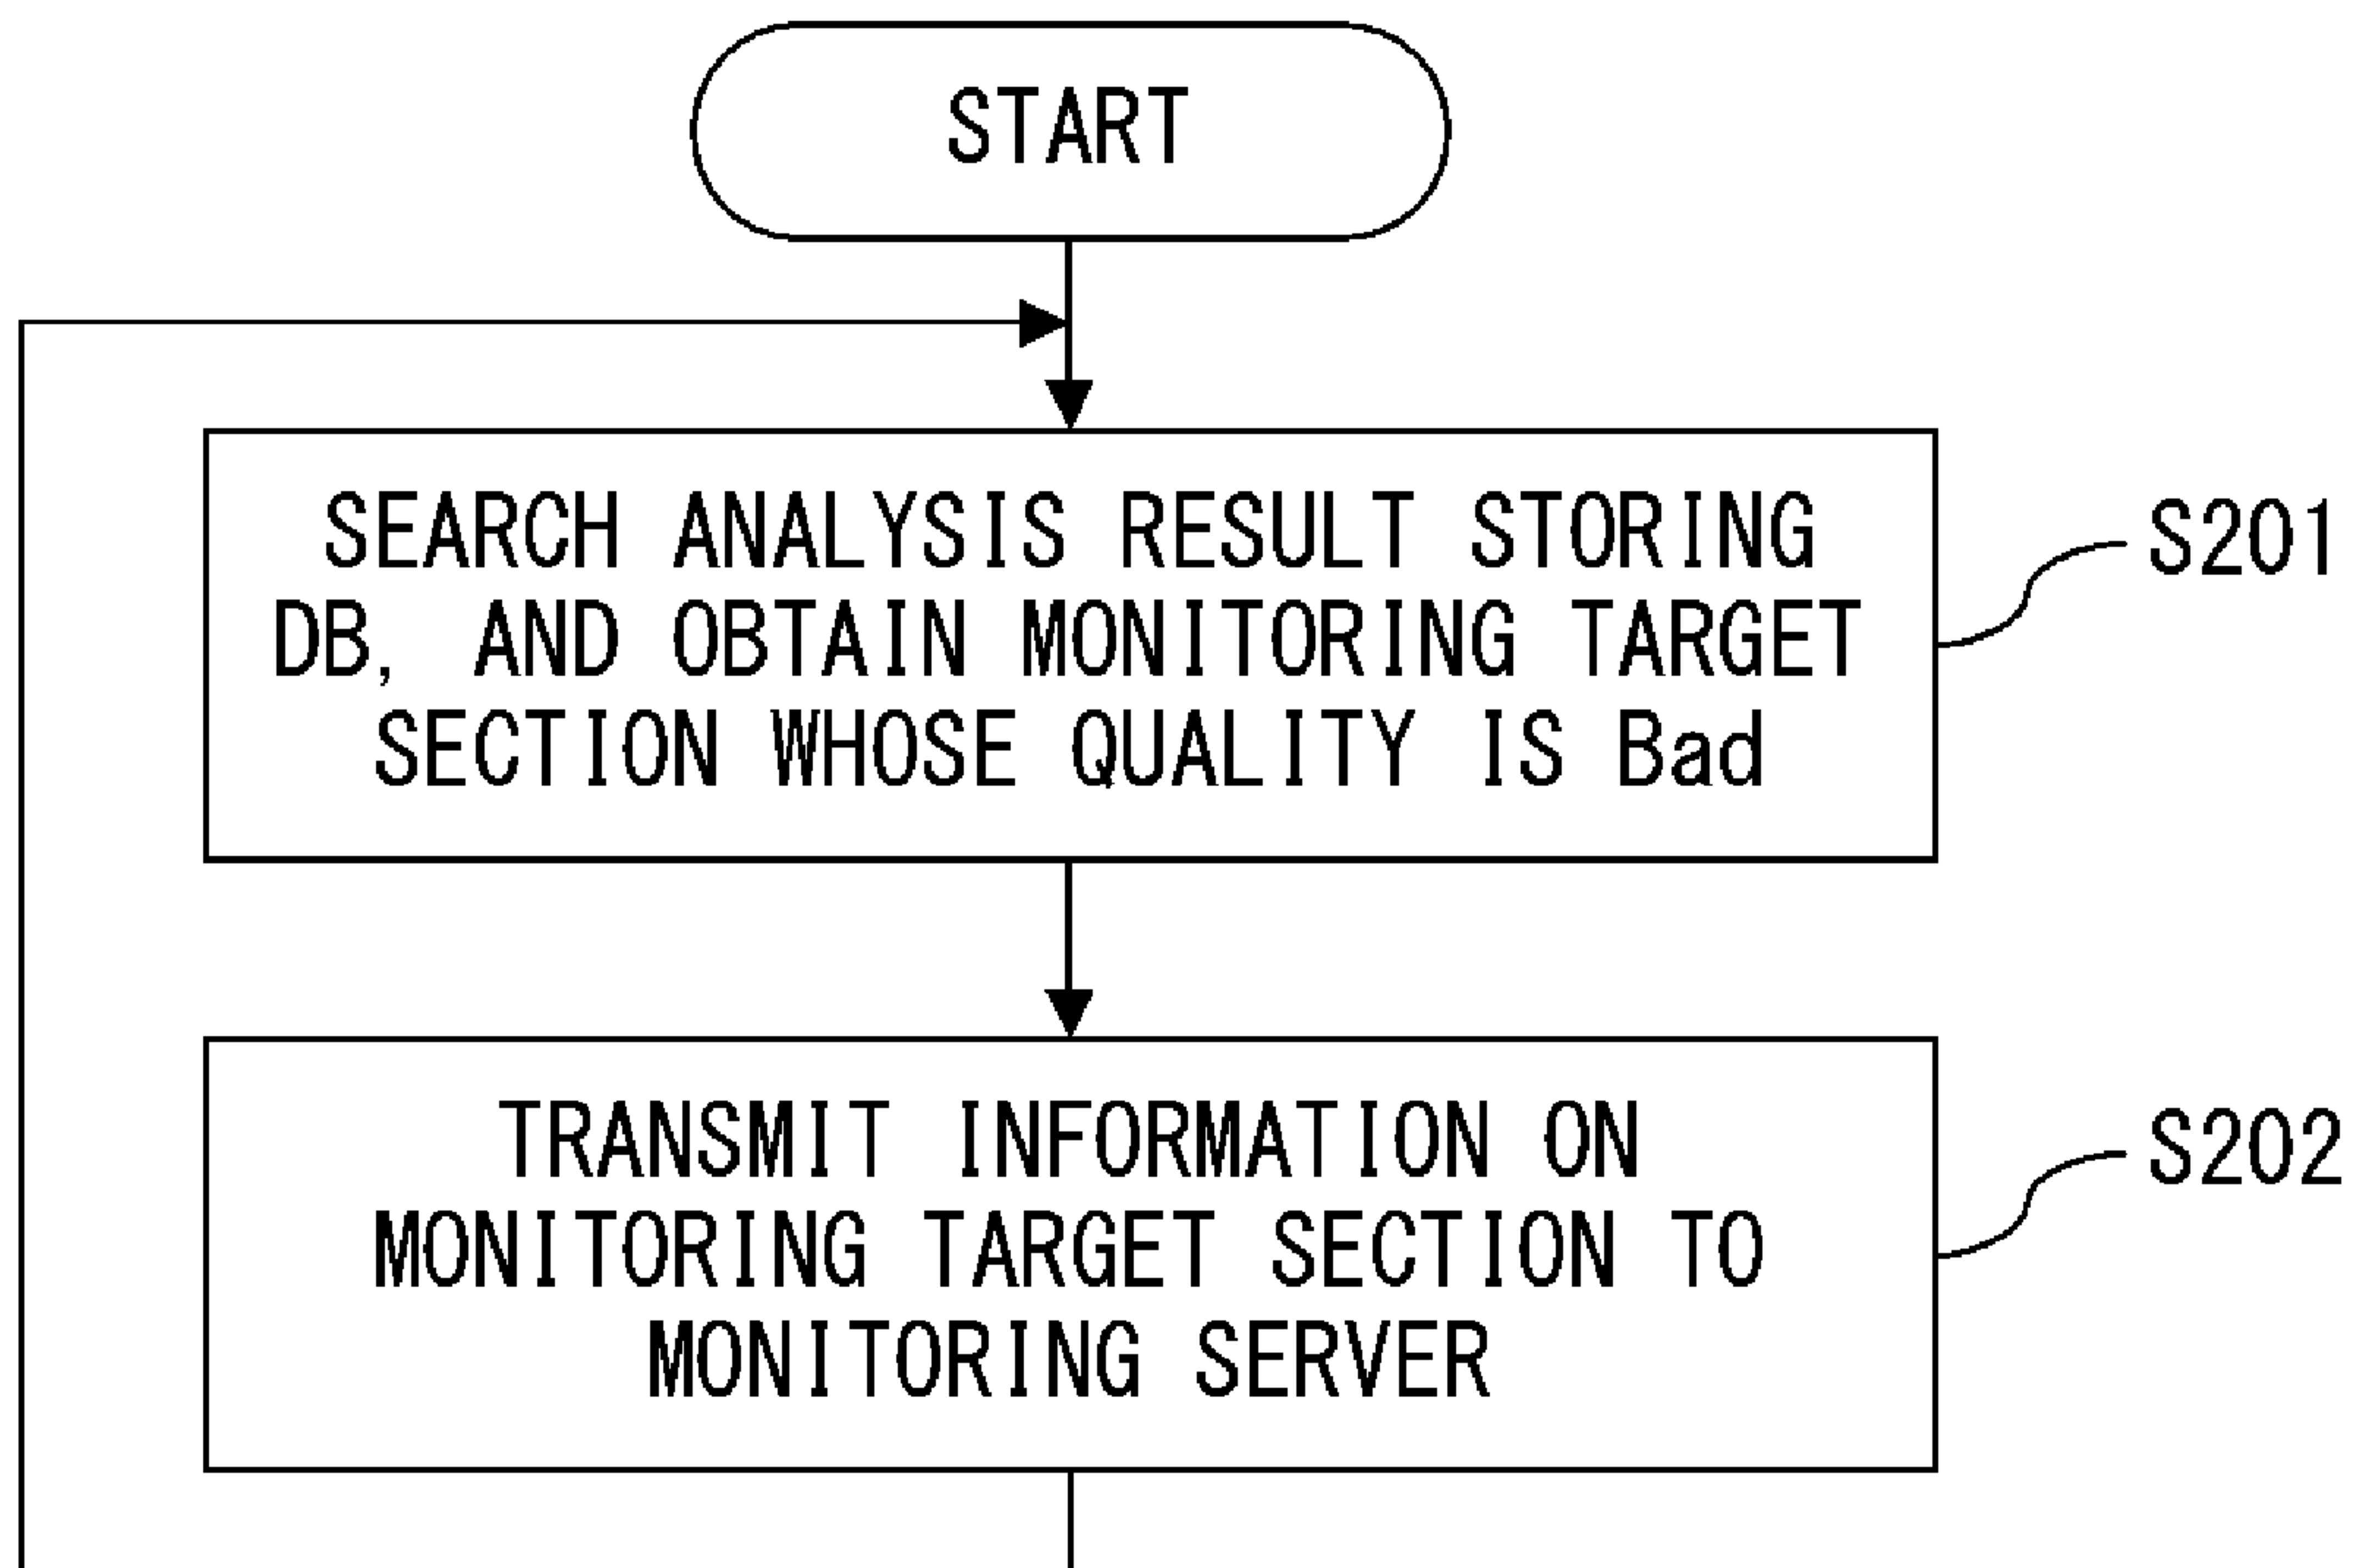 START
SEARCH ANALYSIS RESULT STORING
DB, AND OBTAIN MONITORING TARGET
SECTION WHOSE QUALITY IS Bad
S201
TRANSMIT INFORMATION ON
MONITORING TARGET SECTION TO
MONITORING SERVER
S202